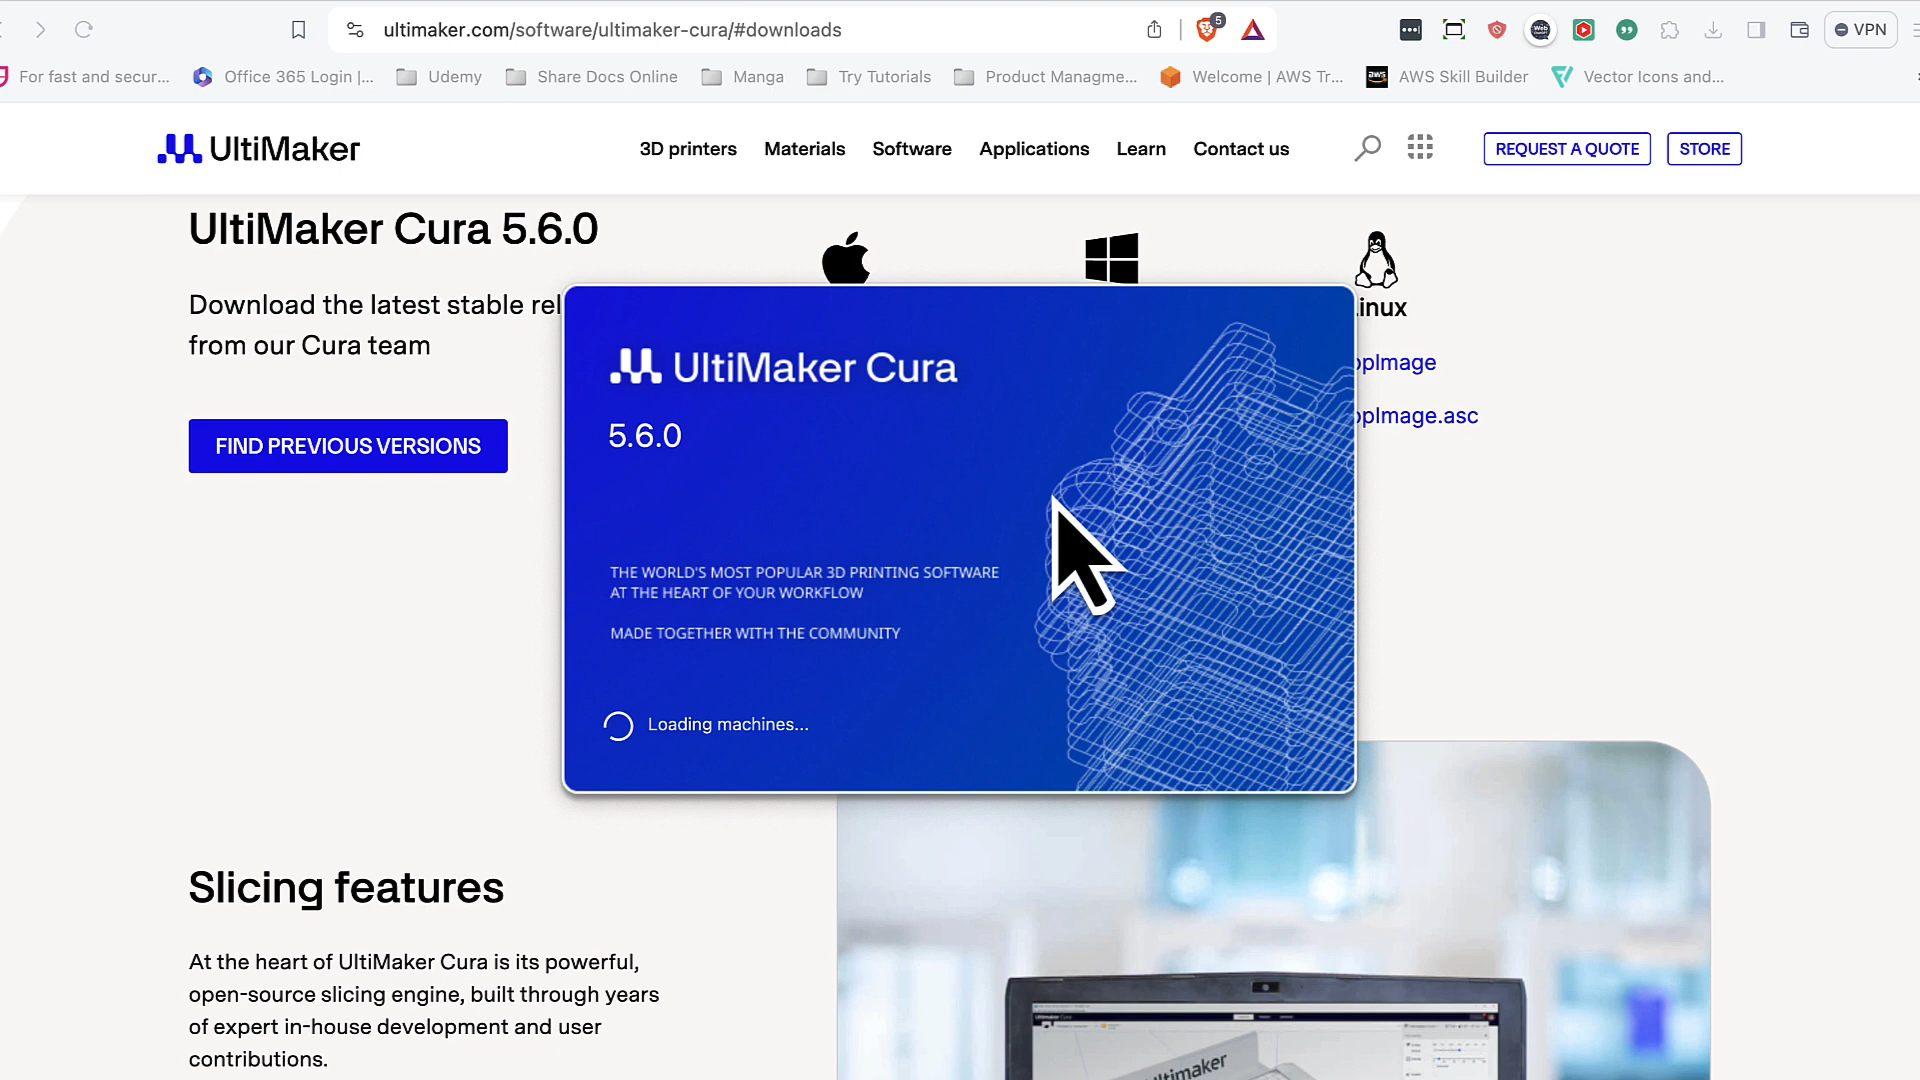 ultimaker.com/software/ultimaker-cura/#downloads
5
VPN
For fast and secur...
Office 365 Login |...
Udemy
Share Docs Online
Manga
Try Tutorials
Product Managme...
Welcome | AWS Tr...
aws
AWS Skill Builder
Vector Icons and...
UltiMaker
3D printers
Materials
Software
Applications
Learn
Contact us
REQUEST A QUOTE
STORE
UltiMaker Cura 5.6.0
Download the latest stable rel
from our Cura team
FIND PREVIOUS VERSIONS
inux
ppImage
ppImage.asc
UltiMaker Cura
5.6.0
THE WORLD'S MOST POPULAR 3D PRINTING SOFTWARE
AT THE HEART OF YOUR WORKFLOW
MADE TOGETHER WITH THE COMMUNITY
Loading machines...
Slicing features
At the heart of UltiMaker Cura is its powerful,
open-source slicing engine, built through years
of expert in-house development and user
contributions.
Ultimaker